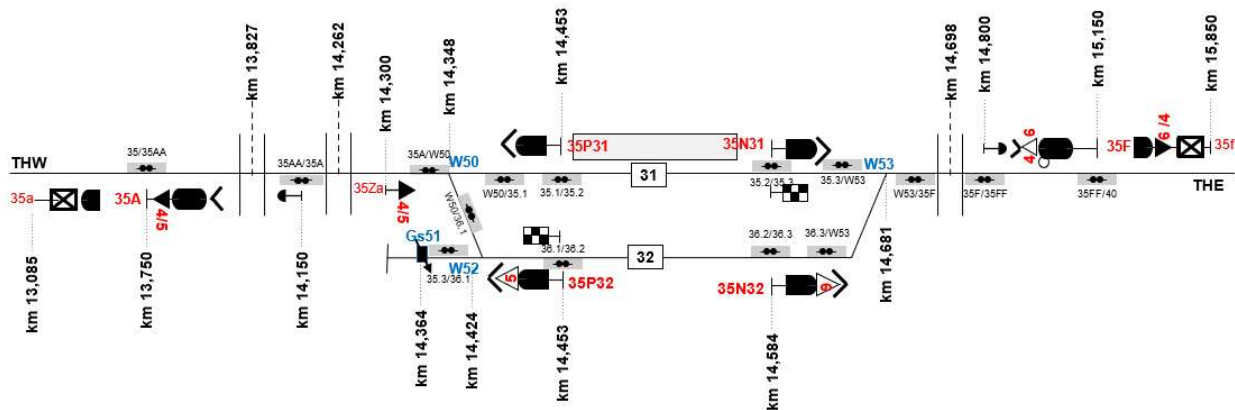 km 13,827
km 14,262
km 14,300
km 14,348
km 14,453
km 14,698
km 14,800
km 15,150
km 15,850
THW
35/35AA
AA/35A
35A/W50
W50
35P31
35N31
W53
6
4
35F
6 /4
35f
THE
35a
35A
4/5
35Za
4/5
W50/35.1
35.1/35.2
31
35.2/35.3
35.3/W53
W53/35F
35F/35FF
35FF/40
W50/36.1
Gs51
W52
35.3/36.1
36.1/36.2
32
36.2/36.3
36.3/W53
5
35P32
35N32
6
km 13,085
km 13,750
km 14,150
km 14,364
km 14,424
km 14,453
km 14,584
km 14,681